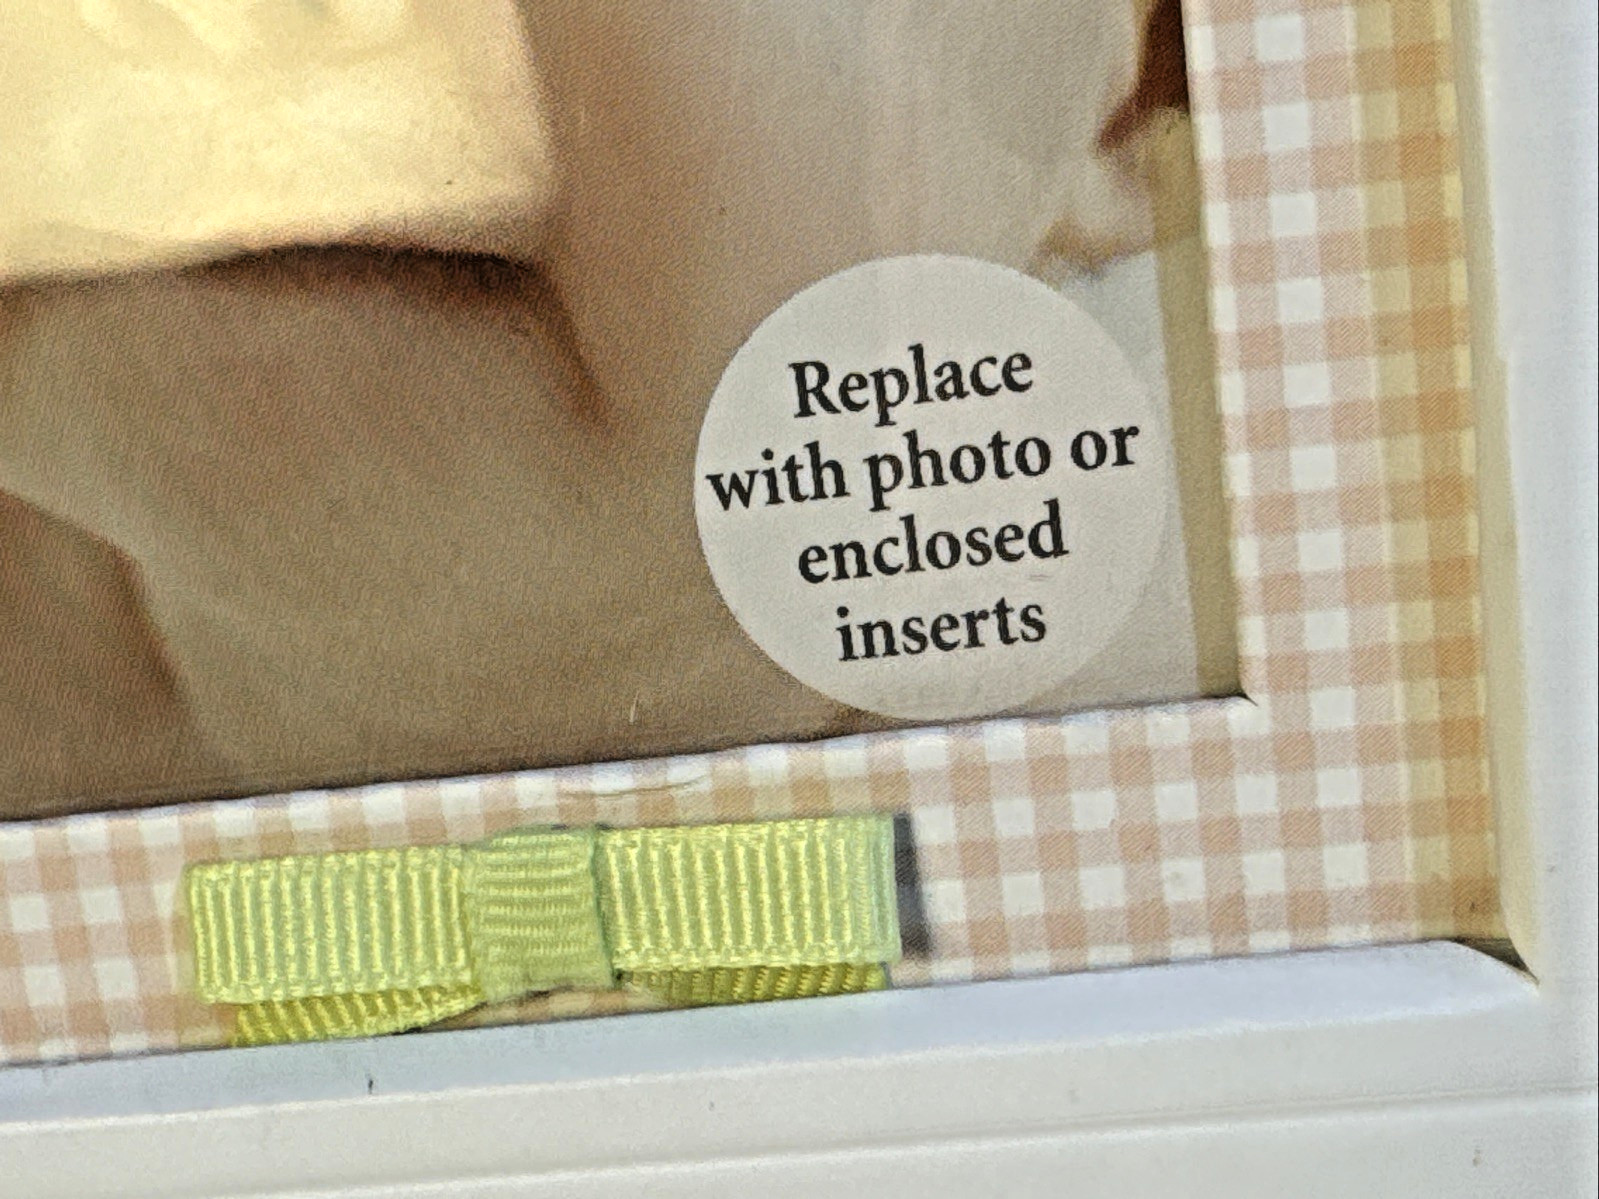 Replace
with photo or
enclosed
inserts